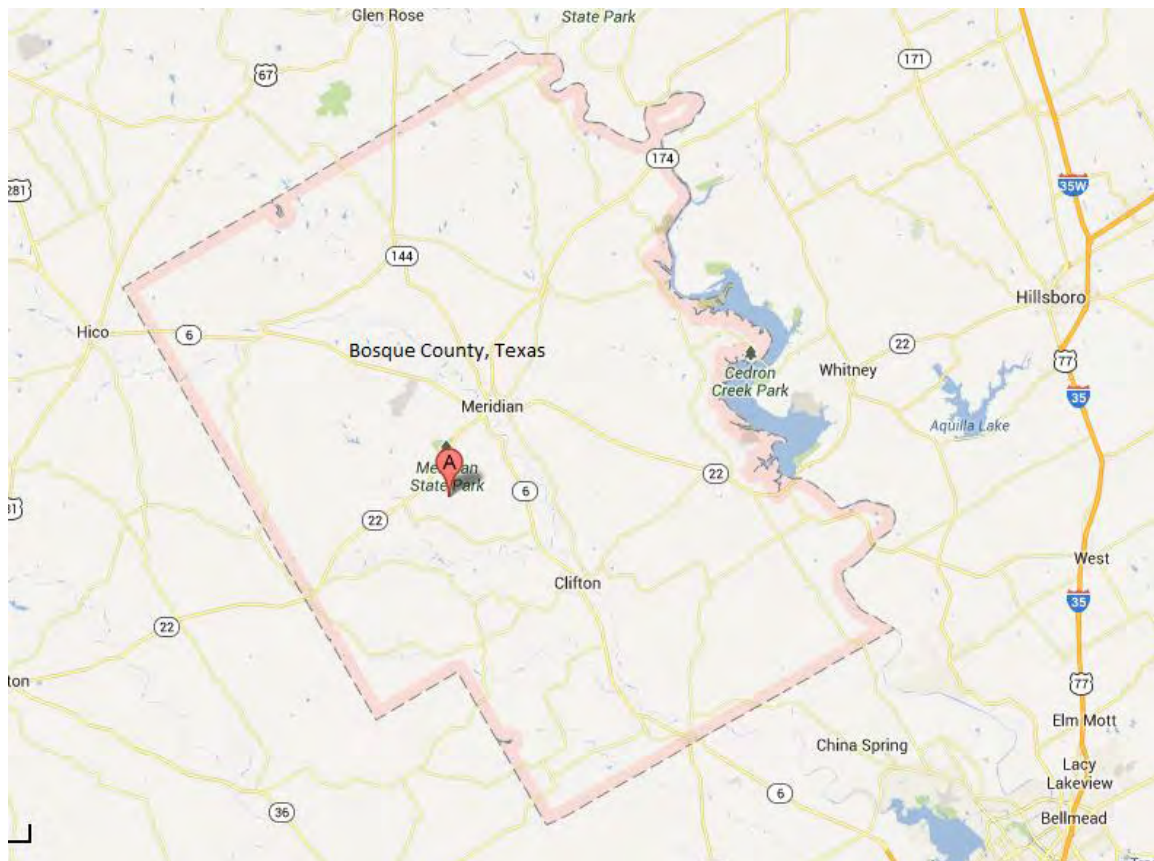 Glen Rose
State Park
171
67
174
281
35W
144
Hillsboro
Hico
6
Bosque County, Texas
22
77
Cedron
Creek Park
Whitney
35
Meridian
Aquilla Lake
A
State Park
22
6
22
31
West
Clifton
35
22
ton
77
Elm Mott
China Spring
Lacy
Lakeview
6
36
Bellmead